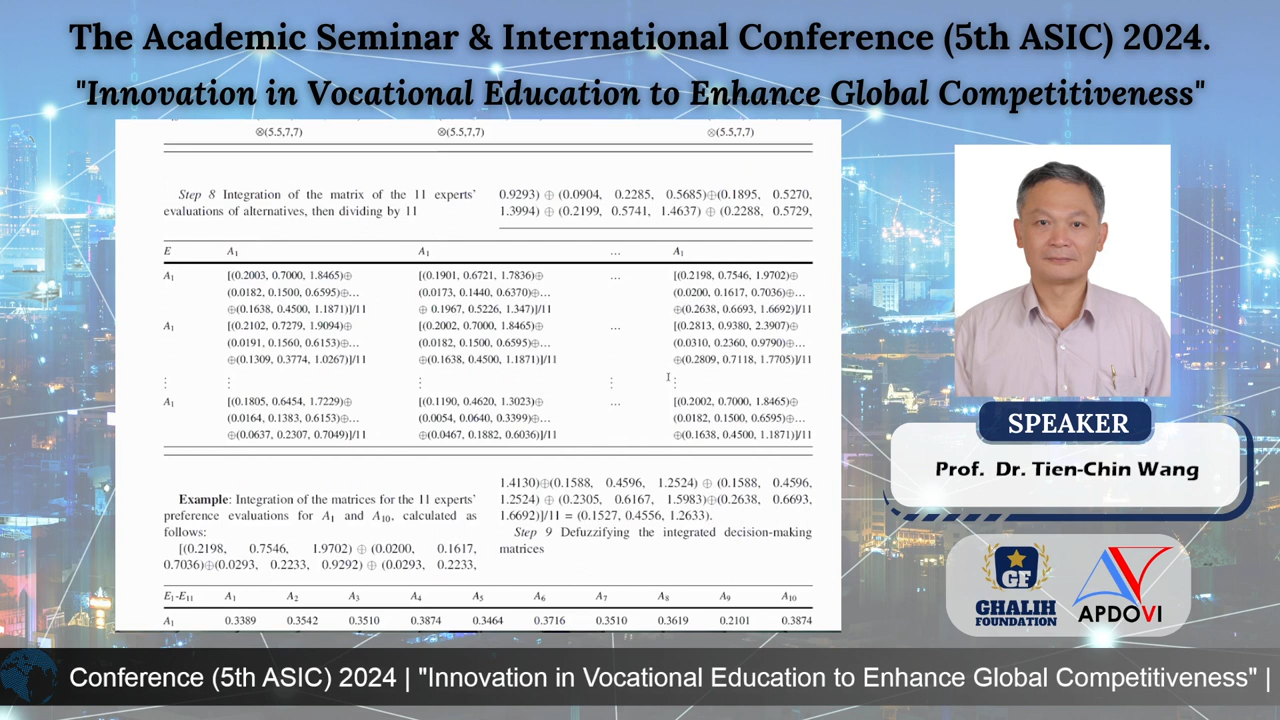 The Academic Seminar & International Conference (5th ASIC) 2024.
"Innovation in Vocational Education to Enhance Global Competitiveness"
⊗(5.5,7,7) ⊗(5.5,7,7) ⊗(5.5,7,7)
Step 8 Integration of the matrix of the 11 experts'
evaluations of alternatives, then dividing by 11
0.9293) ⊕ (0.0904, 0.2285, 0.5685)⊕(0.1895, 0.5270,
1.3994) ⊕ (0.2199, 0.5741, 1.4637) ⊕ (0.2288, 0.5729,
E A₁ A₁ ... A₁
A₁ [(0.2003, 0.7000, 1.8465)⊕ [(0.1901, 0.6721, 1.7836)⊕ ... [(0.2198, 0.7546, 1.9702)⊕
(0.0182, 0.1500, 0.6595)⊕... (0.0173, 0.1440, 0.6370)⊕... (0.0200, 0.1617, 0.7036)⊕...
⊕(0.1638, 0.4500, 1.1871)]/11 ⊕ 0.1967, 0.5226, 1.347)]/11 ⊕(0.2638, 0.6693, 1.6692)]/11
A₁ [(0.2102, 0.7279, 1.9094)⊕ [(0.2002, 0.7000, 1.8465)⊕ ... [(0.2813, 0.9380, 2.3907)⊕
(0.0191, 0.1560, 0.6153)⊕... (0.0182, 0.1500, 0.6595)⊕... (0.0310, 0.2360, 0.9790)⊕...
⊕(0.1309, 0.3774, 1.0267)]/11 ⊕(0.1638, 0.4500, 1.1871)]/11 ⊕(0.2809, 0.7118, 1.7705)]/11
⋮ ⋮ ⋮ ⋮ ⋮
A₁ [(0.1805, 0.6454, 1.7229)⊕ [(0.1190, 0.4620, 1.3023)⊕ ... [(0.2002, 0.7000, 1.8465)⊕
(0.0164, 0.1383, 0.6153)⊕... (0.0054, 0.0640, 0.3399)⊕... (0.0182, 0.1500, 0.6595)⊕...
⊕(0.0637, 0.2307, 0.7049)]/11 ⊕(0.0467, 0.1882, 0.6036)]/11 ⊕(0.1638, 0.4500, 1.1871)]/11
Example: Integration of the matrices for the 11 experts'
preference evaluations for A₁ and A₁₀, calculated as
follows:
[(0.2198, 0.7546, 1.9702) ⊕ (0.0200, 0.1617,
0.7036)⊕(0.0293, 0.2233, 0.9292) ⊕ (0.0293, 0.2233,
1.4130)⊕(0.1588, 0.4596, 1.2524) ⊕ (0.1588, 0.4596,
1.2524) ⊕ (0.2305, 0.6167, 1.5983)⊕(0.2638, 0.6693,
1.6692)]/11 = (0.1527, 0.4556, 1.2633).
Step 9 Defuzzifying the integrated decision-making
matrices
E₁-E₁₁ A₁ A₂ A₃ A₄ A₅ A₆ A₇ A₈ A₉ A₁₀
A₁ 0.3389 0.3542 0.3510 0.3874 0.3464 0.3716 0.3510 0.3619 0.2101 0.3874
SPEAKER
Prof. Dr. Tien-Chin Wang
GF
GHALIH
FOUNDATION
APDOVI
Conference (5th ASIC) 2024 | "Innovation in Vocational Education to Enhance Global Competitiveness" |